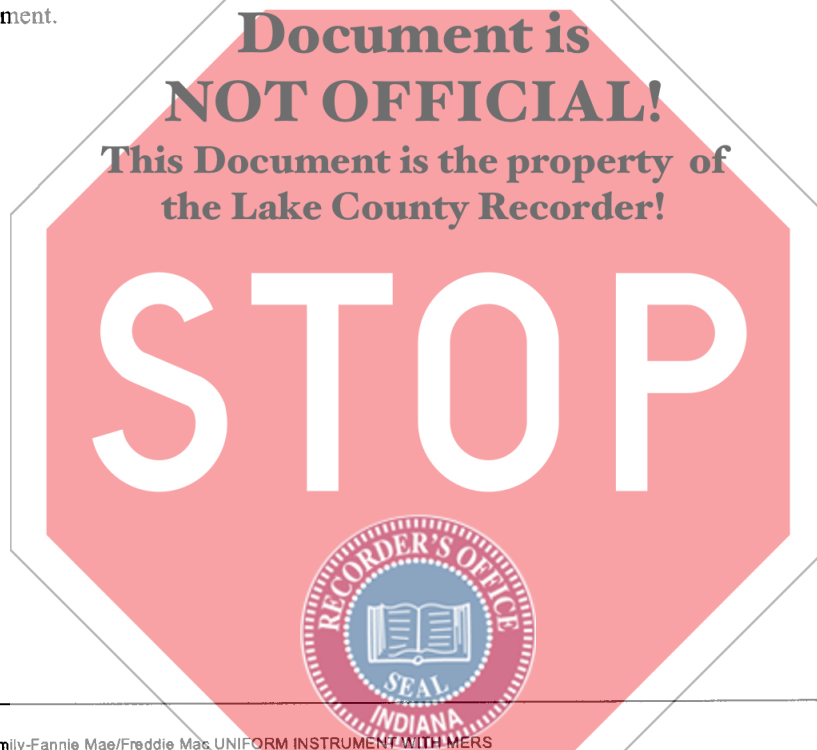 ment.
Document is
NOT OFFICIAL!
This Document is the property of
the Lake County Recorder!
STOP
RECORDER'S OFFICE
SEAL
INDIANA
mily-Fannie Mae/Freddie Mac UNIFORM INSTRUMENT WITH MERS